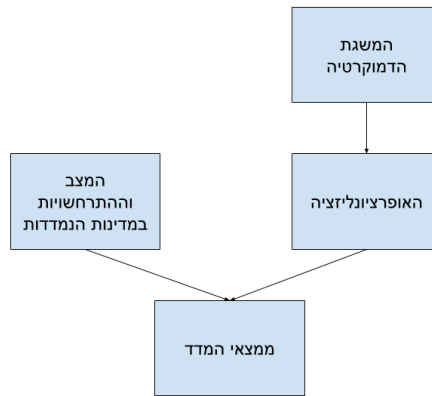 המשגת
הדמוקרטיה
המצב
וההתרחשויות
במדינות הנמדדות
האופרציונליזציה
ממצאי המדד